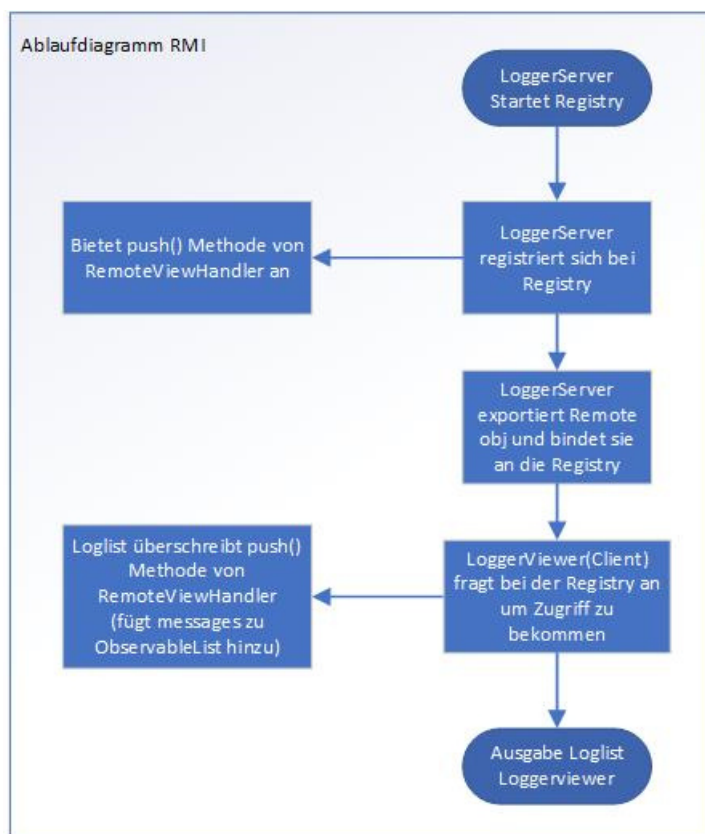 Ablaufdiagramm RMI
LoggerServer
Startet Registry
LoggerServer
registriert sich bei
Registry
Bietet push() Methode von
RemoteViewHandler an
LoggerServer
exportiert Remote
obj und bindet sie
an die Registry
LoggerViewer(Client)
fragt bei der Registry an
um Zugriff zu
bekommen
Loglist überschreibt push()
Methode von
RemoteViewHandler
(fügt messages zu
ObservableList hinzu)
Ausgabe Loglist
Loggerviewer